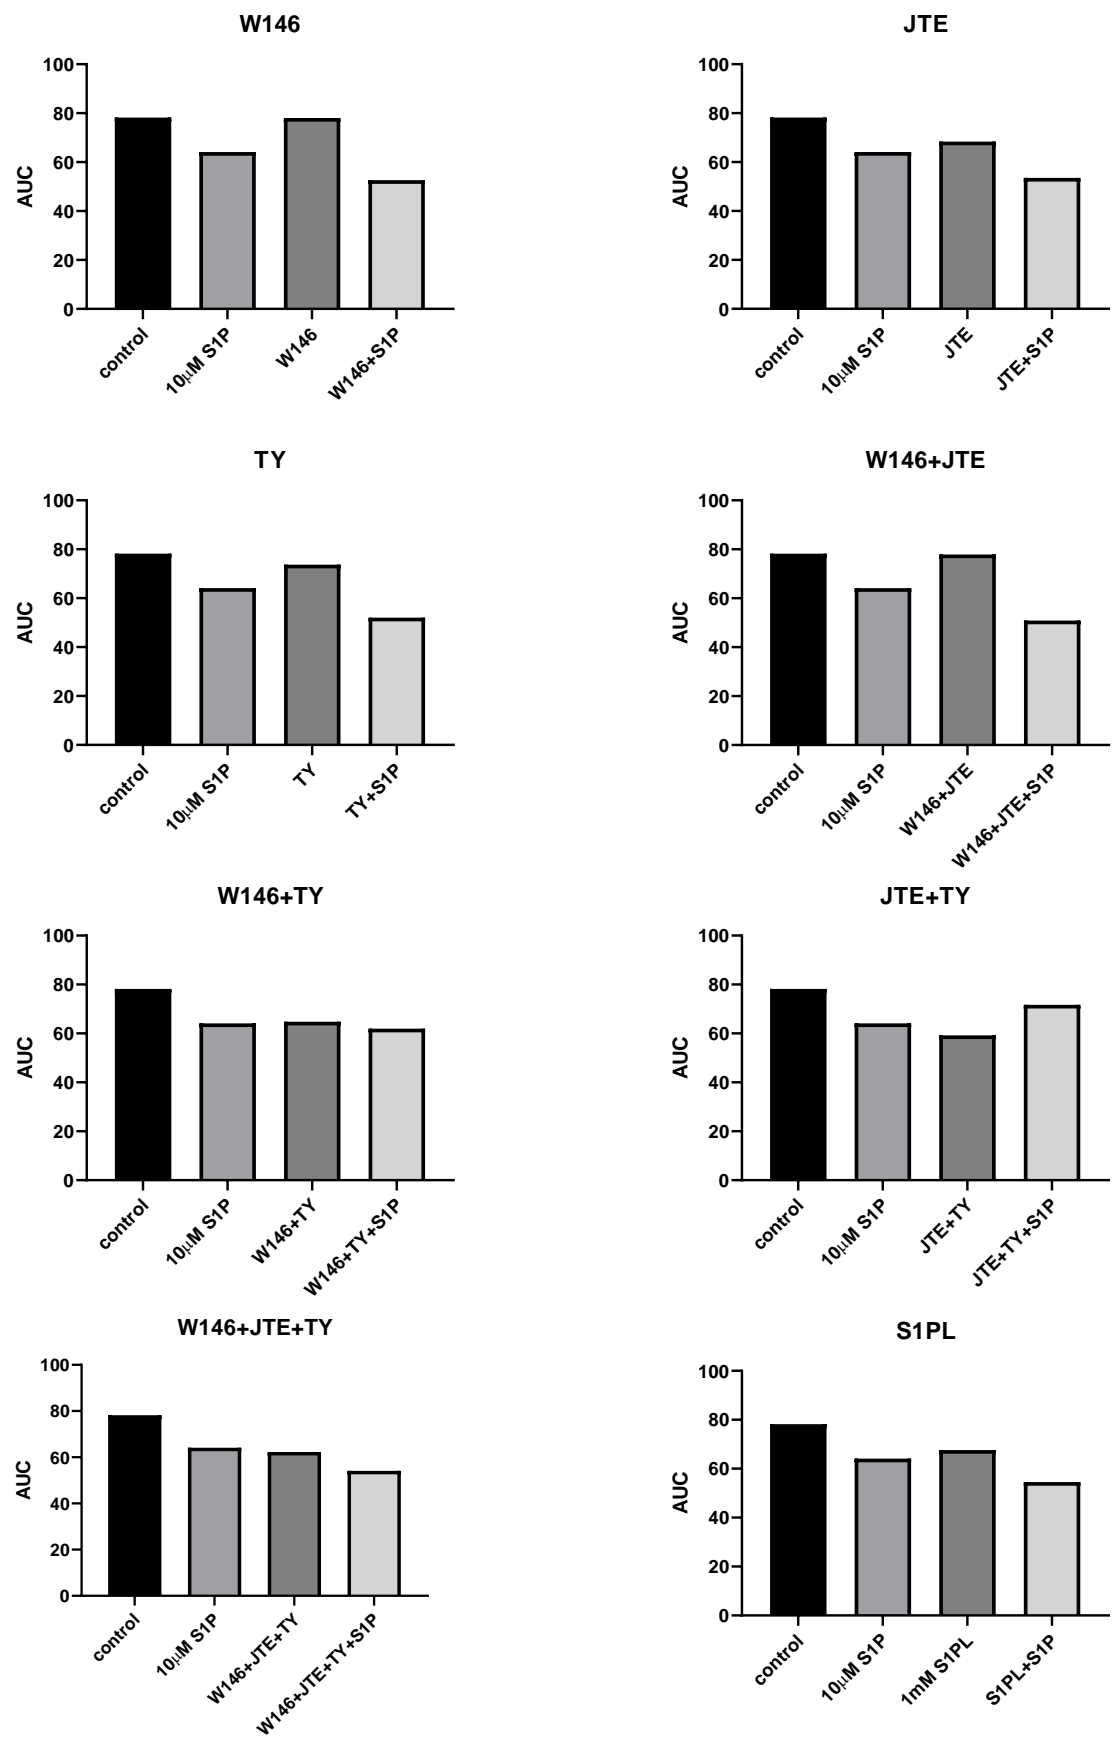 W146
100
80
60
40
20
0
AUC
control
10μM S1P
W146
W146+S1P
JTE
100
80
60
40
20
0
AUC
control
10μM S1P
JTE
JTE+S1P
TY
100
80
60
40
20
0
AUC
control
10μM S1P
TY
TY+S1P
W146+JTE
100
80
60
40
20
0
AUC
control
10μM S1P
W146+JTE
W146+JTE+S1P
W146+TY
100
80
60
40
20
0
AUC
control
10μM S1P
W146+TY
W146+TY+S1P
JTE+TY
100
80
60
40
20
0
AUC
control
10μM S1P
JTE+TY
JTE+TY+S1P
W146+JTE+TY
100
80
60
40
20
0
AUC
control
10μM S1P
W146+JTE+TY
W146+JTE+TY+S1P
S1PL
100
80
60
40
20
0
AUC
control
10μM S1P
1mM S1PL
S1PL+S1P